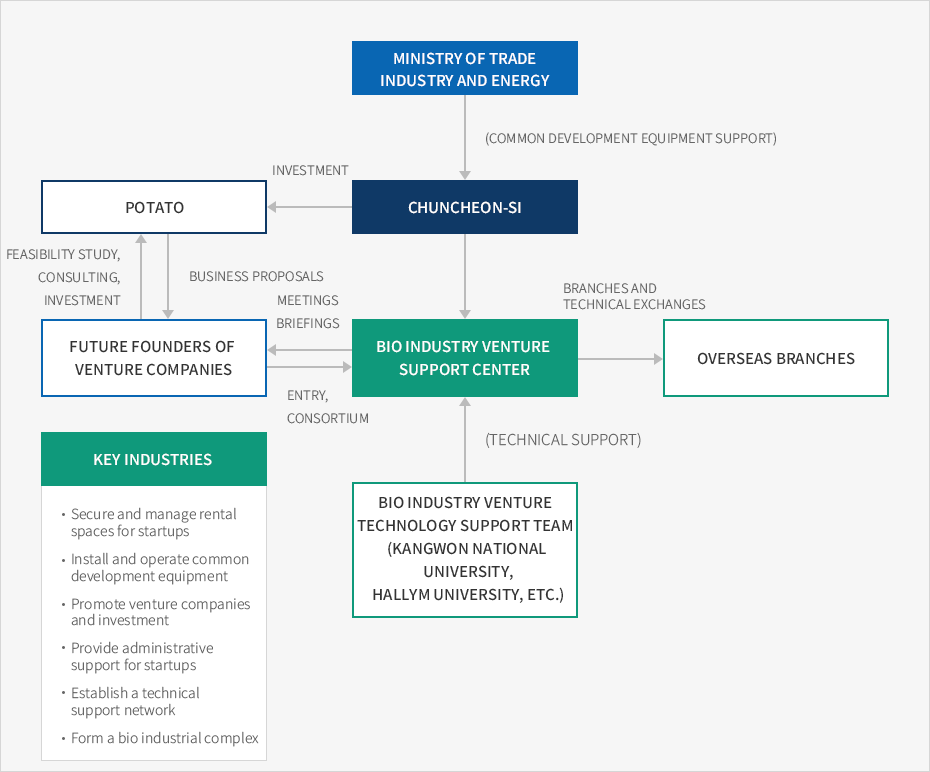 MINISTRY OF TRADE
INDUSTRY AND ENERGY
(COMMON DEVELOPMENT EQUIPMENT SUPPORT)
INVESTMENT
POTATO
CHUNCHEON-SI
FEASIBILITY STUDY,
CONSULTING,
INVESTMENT
BUSINESS PROPOSALS
MEETINGS
BRIEFINGS
BRANCHES AND
TECHNICAL EXCHANGES
FUTURE FOUNDERS OF
VENTURE COMPANIES
BIO INDUSTRY VENTURE
SUPPORT CENTER
OVERSEAS BRANCHES
ENTRY,
CONSORTIUM
(TECHNICAL SUPPORT)
BIO INDUSTRY VENTURE
TECHNOLOGY SUPPORT TEAM
(KANGWON NATIONAL
UNIVERSITY,
HALLYM UNIVERSITY, ETC.)
KEY INDUSTRIES
• Secure and manage rental
spaces for startups
• Install and operate common
development equipment
• Promote venture companies
and investment
• Provide administrative
support for startups
• Establish a technical
support network
• Form a bio industrial complex